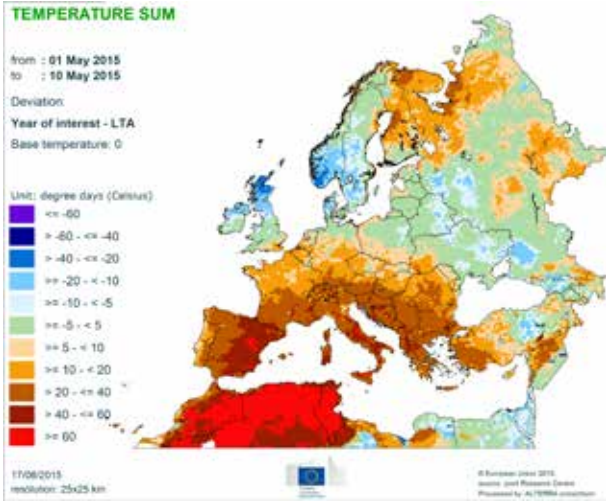 TEMPERATURE SUM
from : 01 May 2015
to : 10 May 2015
Deviation:
Year of interest - LTA
Base temperature: 0
Unit: degree days (Celsius)
<= -60
> -60 - <= -40
> -40 - <= -20
>= -20 - < -10
>= -10 - < -5
>= -5 - < 5
>= 5 - < 10
>= 10 - < 20
> 20 - <= 40
> 40 - <= 60
>= 60
17/06/2015
resolution: 25x25 km
© European Union 2015
source: Joint Research Centre
Processed by: ALTERRA consortium